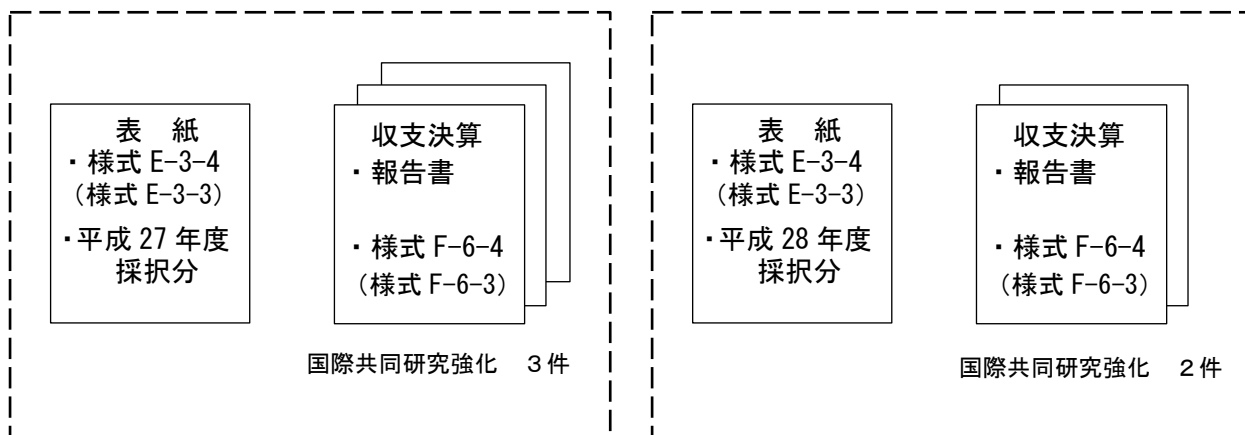 表　紙
・様式 E-3-4
（様式 E-3-3）
・平成 27 年度
採択分
収支決算
・報告書
・様式 F-6-4
（様式 F-6-3）
国際共同研究強化　３件
表　紙
・様式 E-3-4
（様式 E-3-3）
・平成 28 年度
採択分
収支決算
・報告書
・様式 F-6-4
（様式 F-6-3）
国際共同研究強化　２件